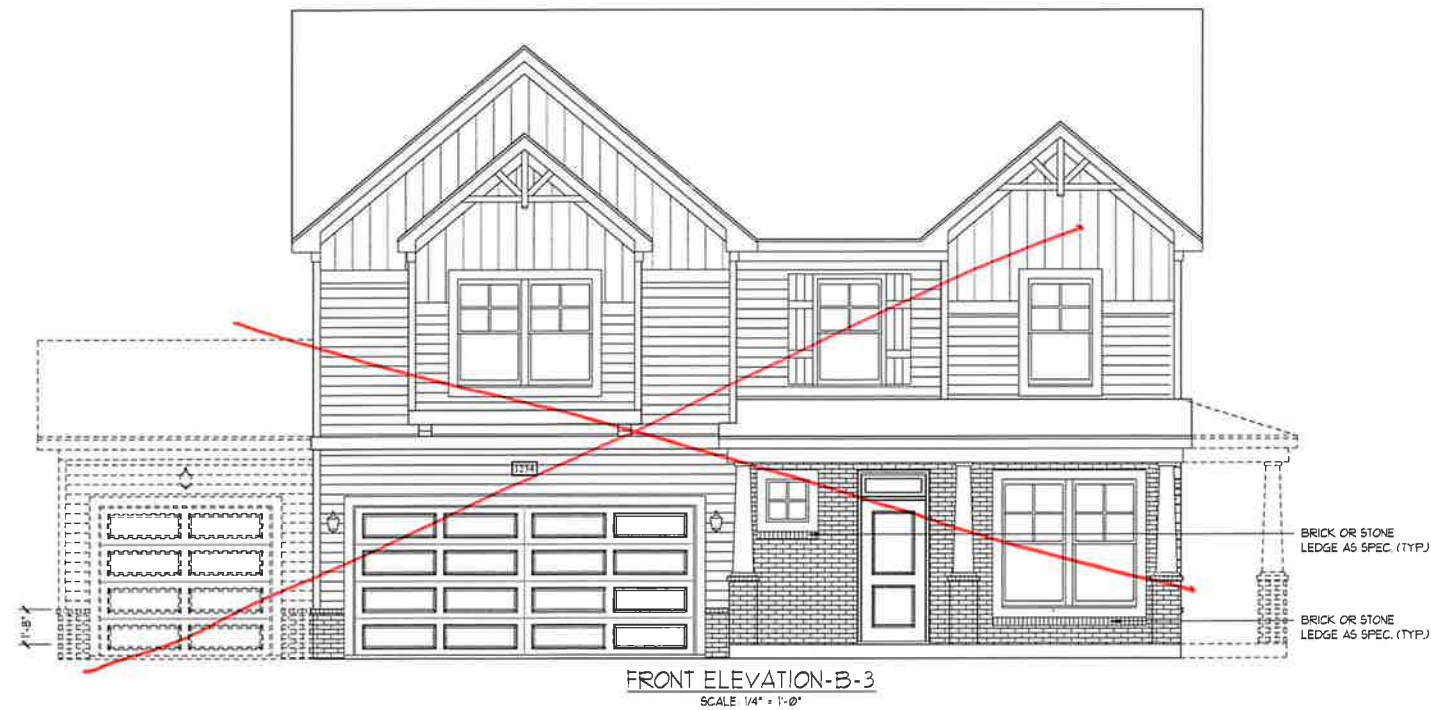 1234
BRICK OR STONE
LEDGE AS SPEC. (TYP.)
1'-8"
BRICK OR STONE
LEDGE AS SPEC. (TYP.)
FRONT ELEVATION-B-3
SCALE: 1/4" = 1'-0"